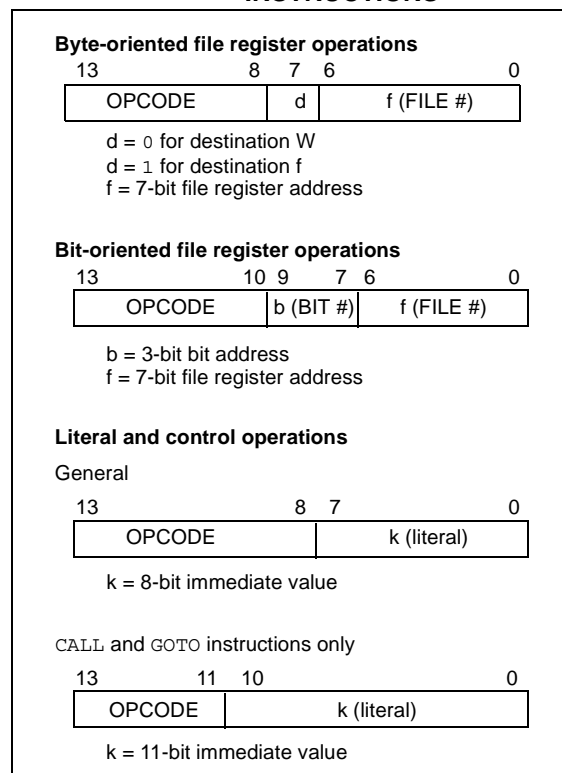 INSTRUCTIONS
Byte-oriented file register operations
13 8 7 6 0
OPCODE d f (FILE #)
d = 0 for destination W
d = 1 for destination f
f = 7-bit file register address
Bit-oriented file register operations
13 10 9 7 6 0
OPCODE b (BIT #) f (FILE #)
b = 3-bit bit address
f = 7-bit file register address
Literal and control operations
General
13 8 7 0
OPCODE k (literal)
k = 8-bit immediate value
CALL and GOTO instructions only
13 11 10 0
OPCODE k (literal)
k = 11-bit immediate value